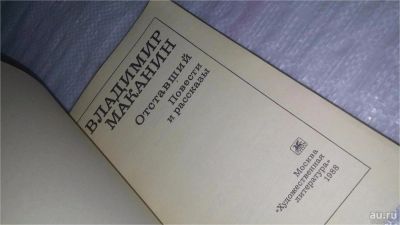 ВЛАДИМИР
МАКАНИН
Отставший
Повести
и рассказы
Москва
"Художественная
литература"
1988
au.ru